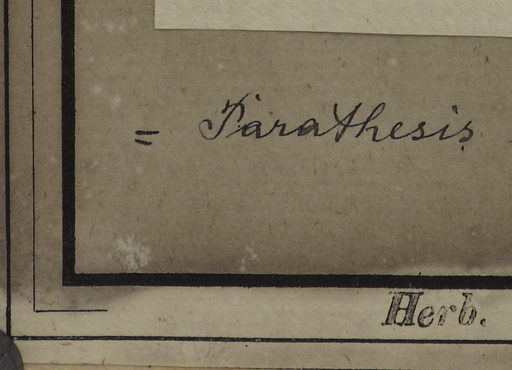 = Parathesis
Herb.